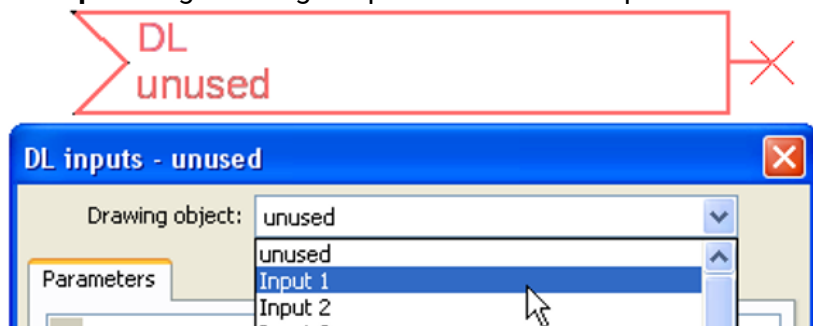 DL
unused
DL inputs - unused
Drawing object: unused
unused
Parameters
Input 1
Input 2